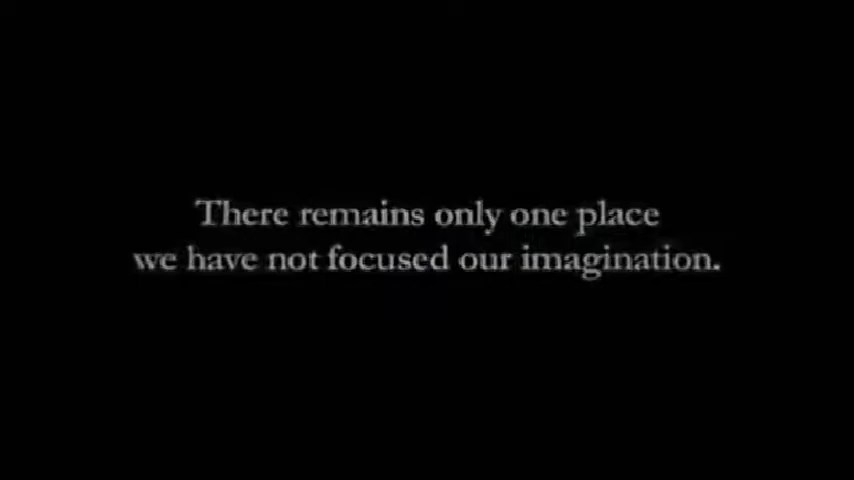 There remains only one place
we have not focused our imagination.